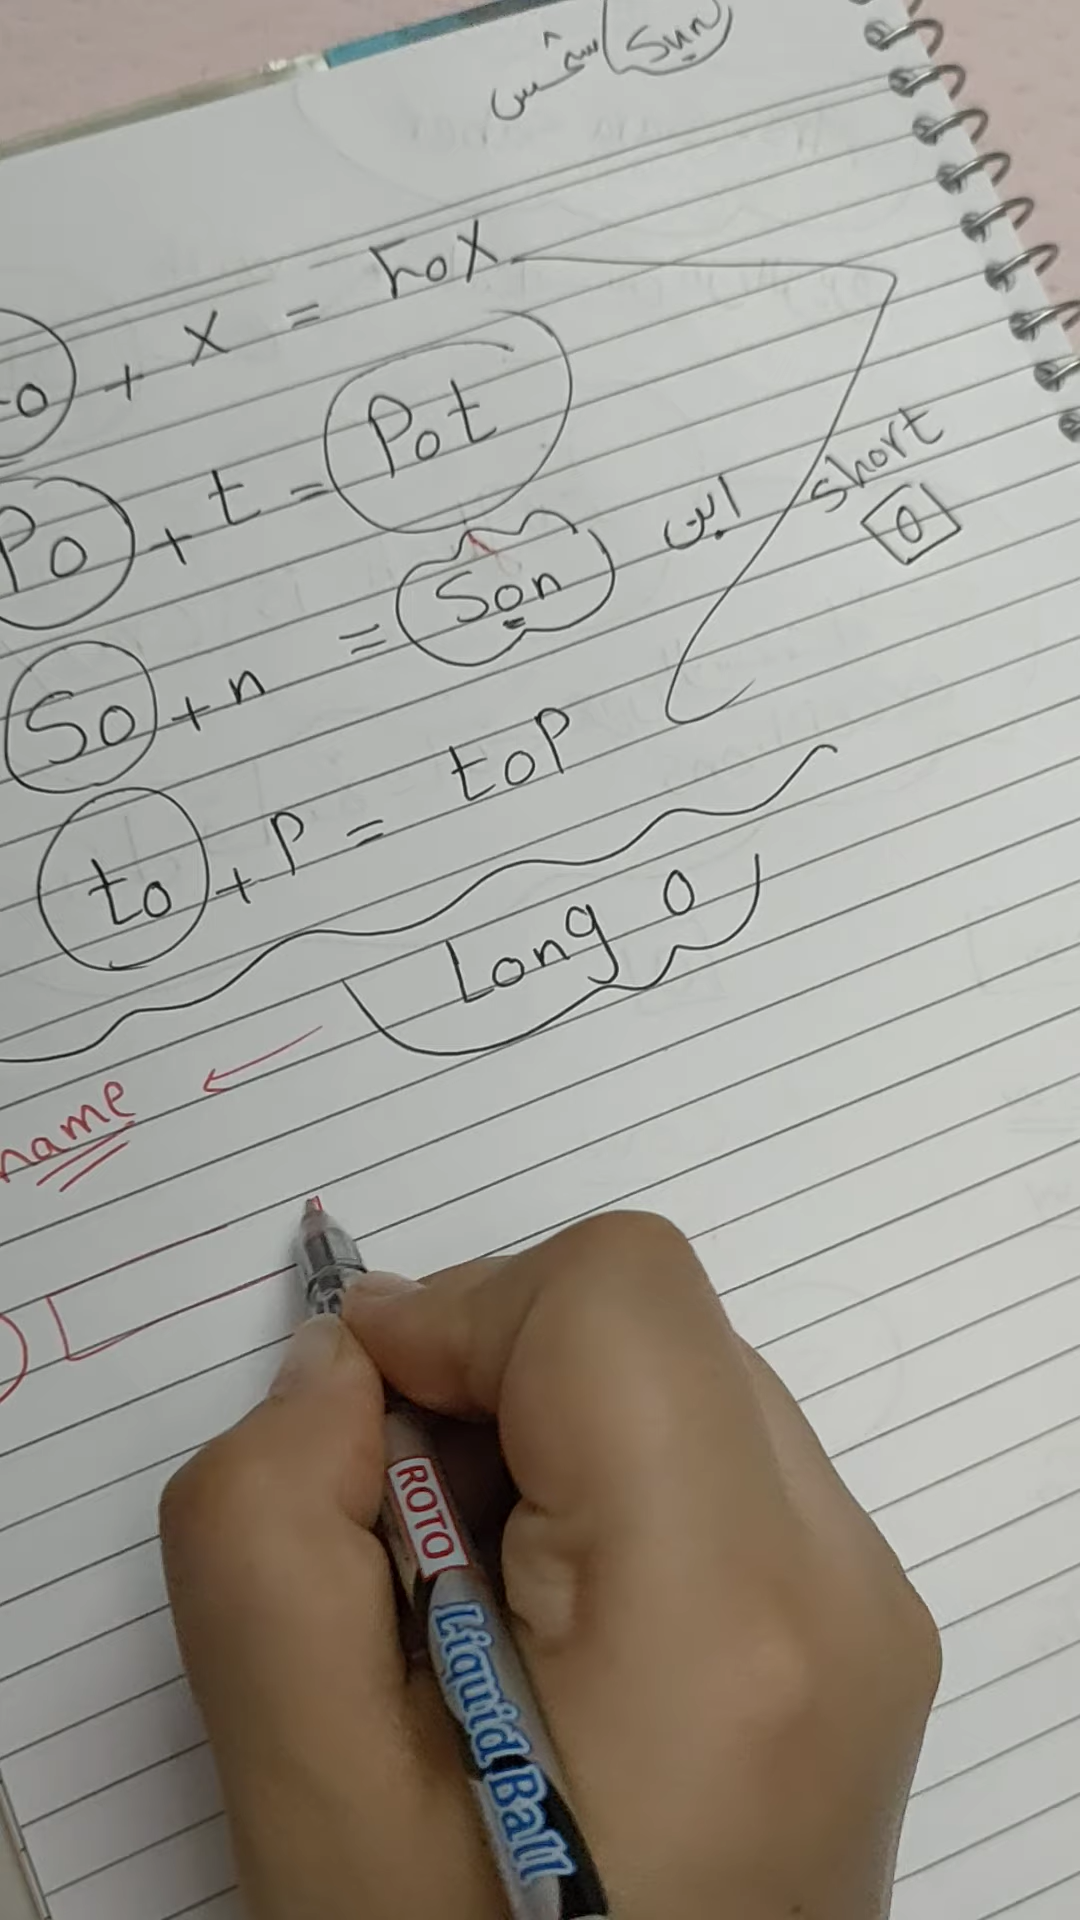 شمس sun
o + x = Fox
Po + t = Pot
So + n = Son ابن
short
o
to + P = top
Long o
name
ROTO
Liquid Ball